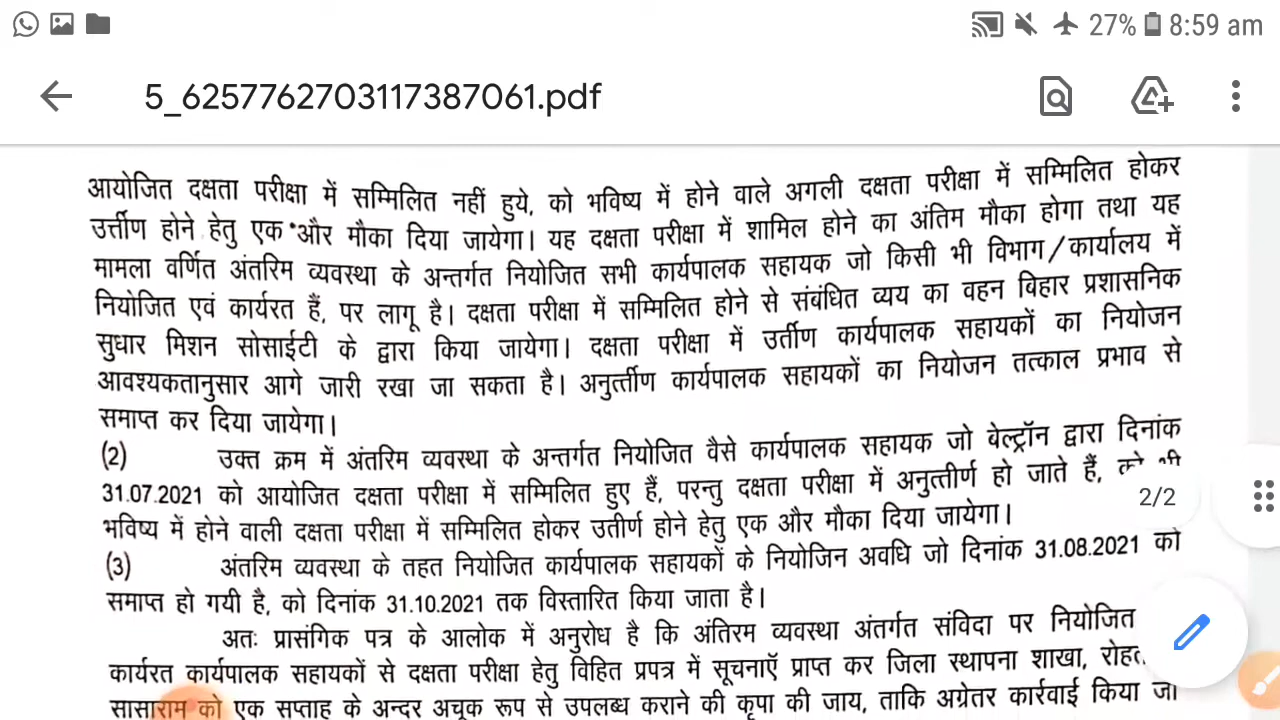 27% 8:59 am
5_6257762703117387061.pdf
आयोजित दक्षता परीक्षा में सम्मिलित नहीं हुये, को भविष्य में होने वाले अगली दक्षता परीक्षा में सम्मिलित होकर
उर्त्तीण होने हेतु एक और मौका दिया जायेगा। यह दक्षता परीक्षा में शामिल होने का अंतिम मौका होगा तथा यह
मामला वर्णित अंतरिम व्यवस्था के अन्तर्गत नियोजित सभी कार्यपालक सहायक जो किसी भी विभाग/कार्यालय में
नियोजित एवं कार्यरत हैं, पर लागू है। दक्षता परीक्षा में सम्मिलित होने से संबंधित व्यय का वहन बिहार प्रशासनिक
सुधार मिशन सोसाईटी के द्वारा किया जायेगा। दक्षता परीक्षा में उर्तीण कार्यपालक सहायकों का नियोजन
आवश्यकतानुसार आगे जारी रखा जा सकता है। अनुर्त्तीण कार्यपालक सहायकों का नियोजन तत्काल प्रभाव से
समाप्त कर दिया जायेगा।
(2) उक्त क्रम में अंतरिम व्यवस्था के अन्तर्गत नियोजित वैसे कार्यपालक सहायक जो बेल्ट्रॉन द्वारा दिनांक
31.07.2021 को आयोजित दक्षता परीक्षा में सम्मिलित हुए हैं, परन्तु दक्षता परीक्षा में अनुत्तीर्ण हो जाते हैं,
2/2
भविष्य में होने वाली दक्षता परीक्षा में सम्मिलित होकर उतीर्ण होने हेतु एक और मौका दिया जायेगा।
(3) अंतरिम व्यवस्था के तहत नियोजित कार्यपालक सहायकों के नियोजिन अवधि जो दिनांक 31.08.2021 को
समाप्त हो गयी है, को दिनांक 31.10.2021 तक विस्तारित किया जाता है।
अतः प्रासंगिक पत्र के आलोक में अनुरोध है कि अंतिरम व्यवस्था अंतर्गत संविदा पर नियोजित
कार्यरत कार्यपालक सहायकों से दक्षता परीक्षा हेतु विहित प्रपत्र में सूचनाएँ प्राप्त कर जिला स्थापना शाखा,
सासाराम को एक सप्ताह के अन्दर अचूक रूप से उपलब्ध कराने की कृपा की जाय, ताकि अग्रेतर कार्रवाई किया जा